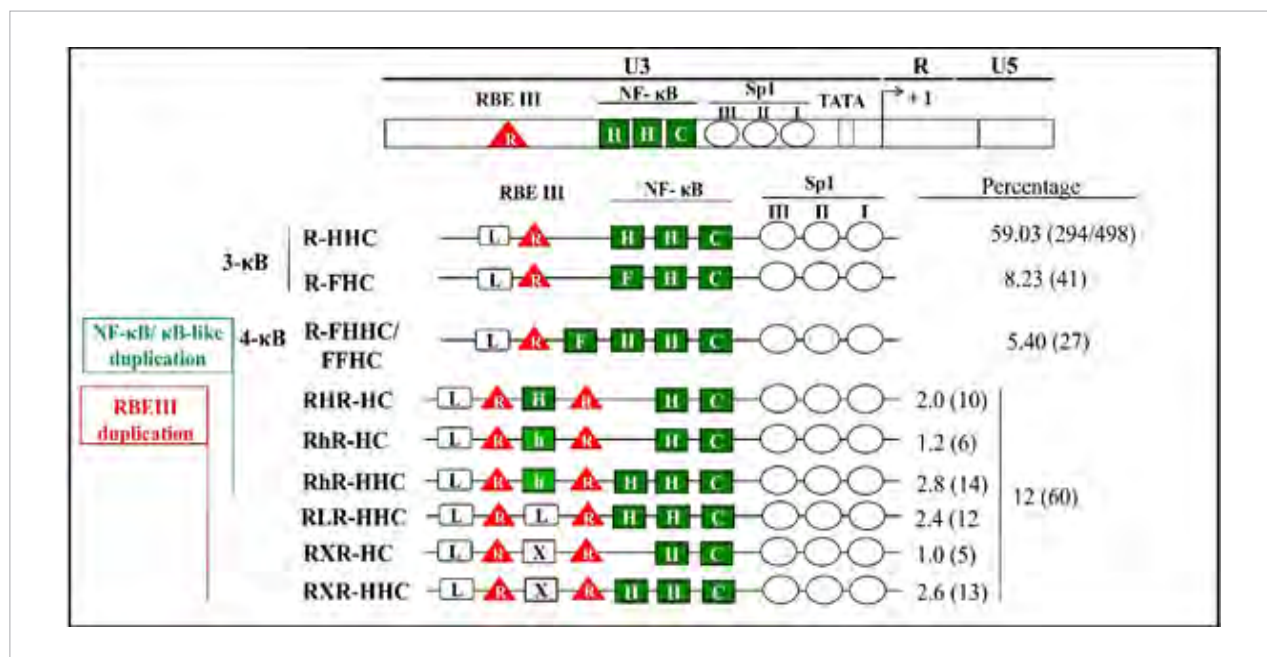 U3 R U5
RBE III NF- κB Sp1 TATA + 1
III II I
R H H C
RBE III NF- κB Sp1 Percentage
III II I
3-κB
R-HHC L R H H C 59.03 (294/498)
R-FHC L R F H C 8.23 (41)
NF-κB/ κB-like
duplication
4-κB R-FHHC/
FFHC L R F H H C 5.40 (27)
RBEIII
duplication
RHR-HC L R H R H C 2.0 (10)
RhR-HC L R h R H C 1.2 (6)
RhR-HHC L R h R H H C 2.8 (14)
12 (60)
RLR-HHC L R L R H H C 2.4 (12
RXR-HC L R X R H C 1.0 (5)
RXR-HHC L R X R H H C 2.6 (13)